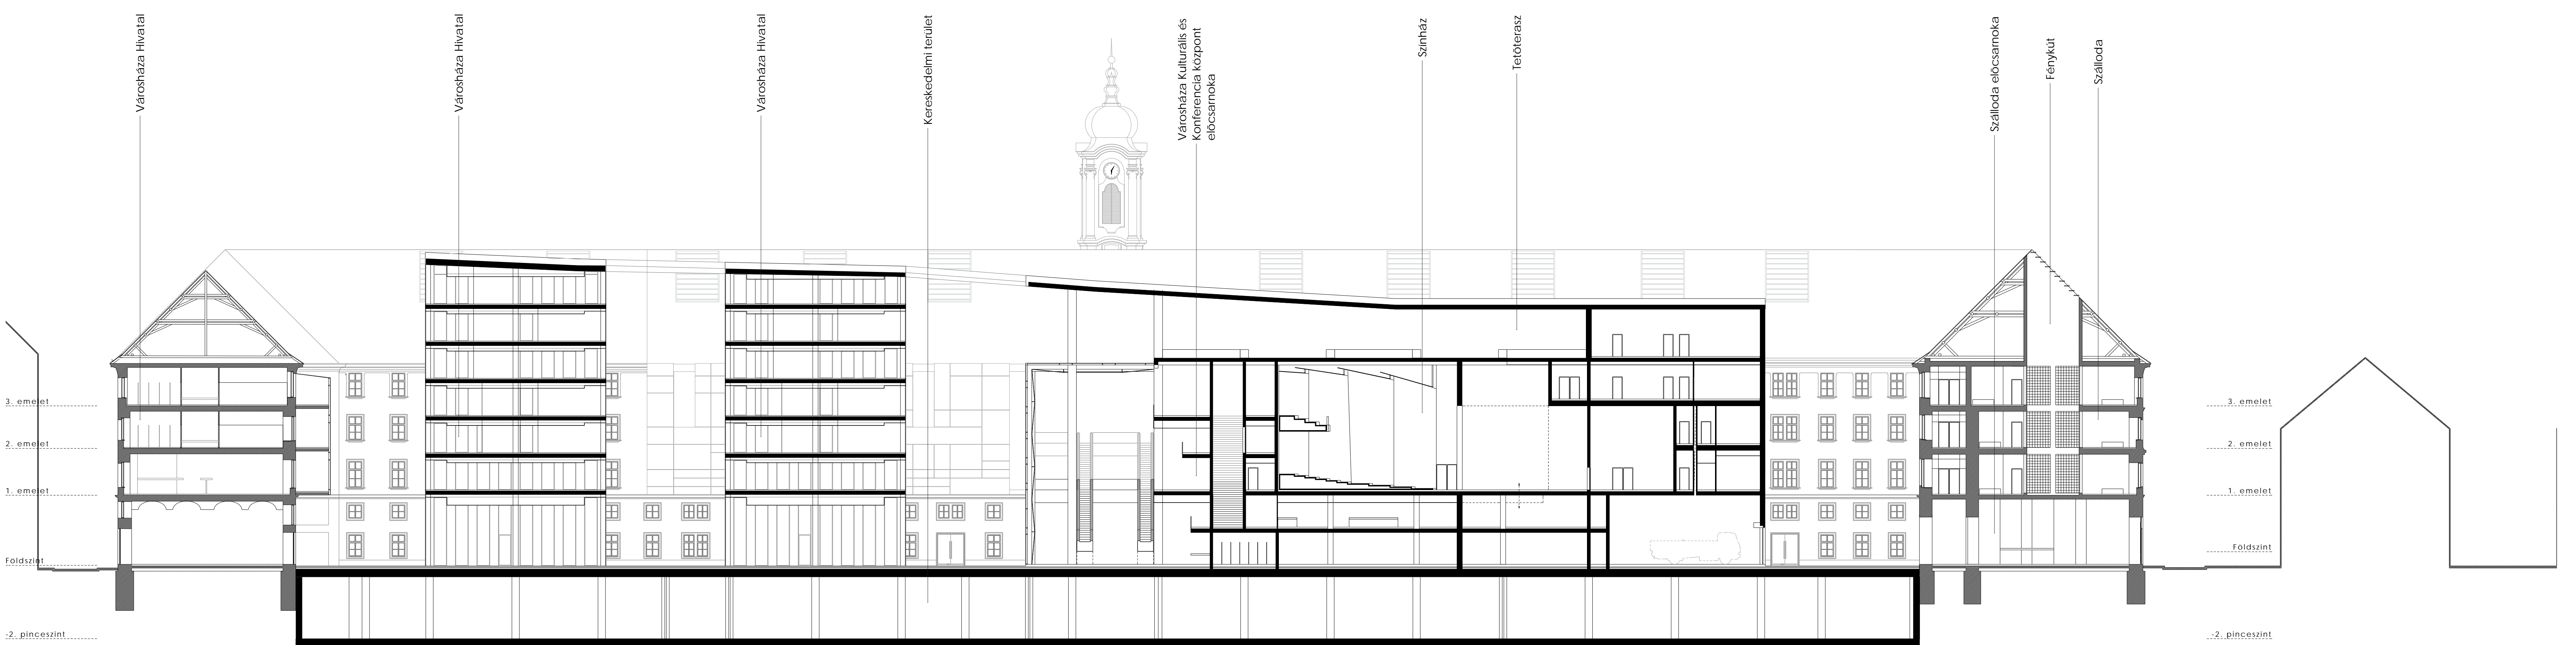 Városháza Hivatal
Városháza Hivatal
Városháza Hivatal
Kereskedelmi terület
Városháza Kulturális és
Konferencia központ
előcsarnoka
Színház
Tetőterasz
Szálloda előcsarnoka
Fénykút
Szálloda
3. emelet
2. emelet
1. emelet
Földszint
-2. pinceszint
3. emelet
2. emelet
1. emelet
Földszint
-2. pinceszint